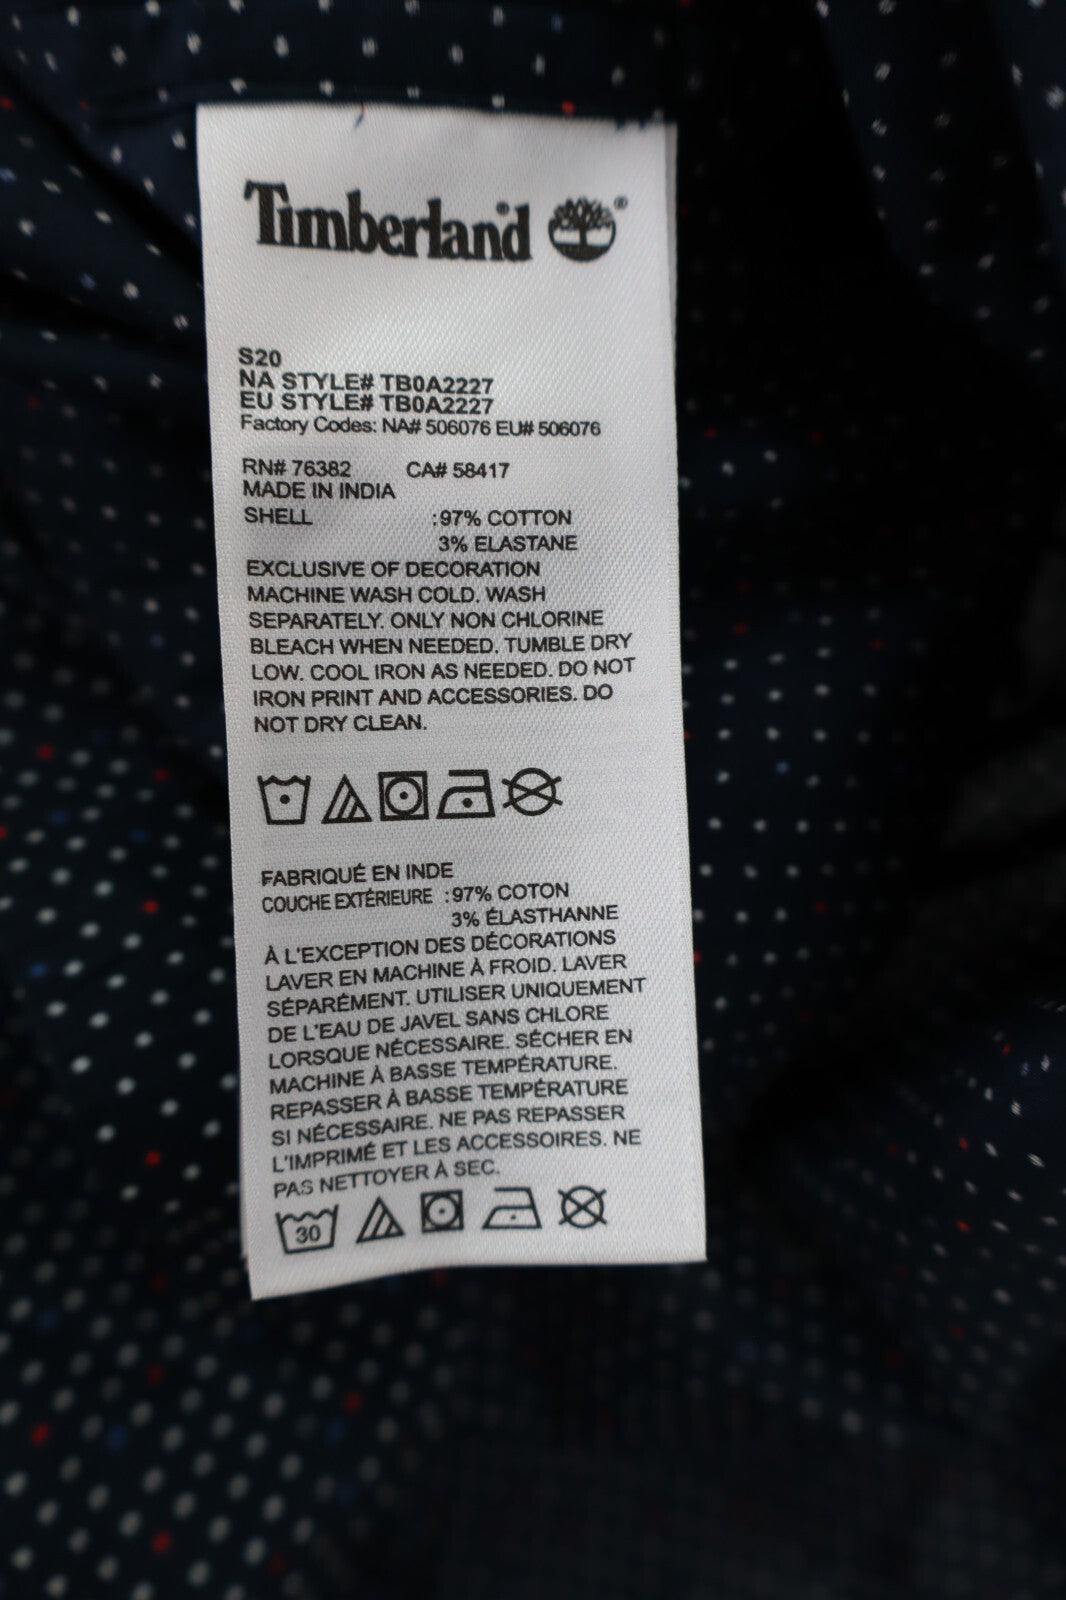 Timberland® ®
S20
NA STYLE# TB0A2227
EU STYLE# TB0A2227
Factory Codes: NA# 506076 EU# 506076
RN# 76382 CA# 58417
MADE IN INDIA
SHELL :97% COTTON
3% ELASTANE
EXCLUSIVE OF DECORATION
MACHINE WASH COLD. WASH
SEPARATELY. ONLY NON CHLORINE
BLEACH WHEN NEEDED. TUMBLE DRY
LOW. COOL IRON AS NEEDED. DO NOT
IRON PRINT AND ACCESSORIES. DO
NOT DRY CLEAN.
FABRIQUÉ EN INDE
COUCHE EXTÉRIEURE :97% COTON
3% ÉLASTHANNE
À L'EXCEPTION DES DÉCORATIONS
LAVER EN MACHINE À FROID. LAVER
SÉPARÉMENT. UTILISER UNIQUEMENT
DE L'EAU DE JAVEL SANS CHLORE
LORSQUE NÉCESSAIRE. SÉCHER EN
MACHINE À BASSE TEMPÉRATURE.
REPASSER À BASSE TEMPÉRATURE
SI NÉCESSAIRE. NE PAS REPASSER
L'IMPRIMÉ ET LES ACCESSOIRES. NE
PAS NETTOYER À SEC.
30